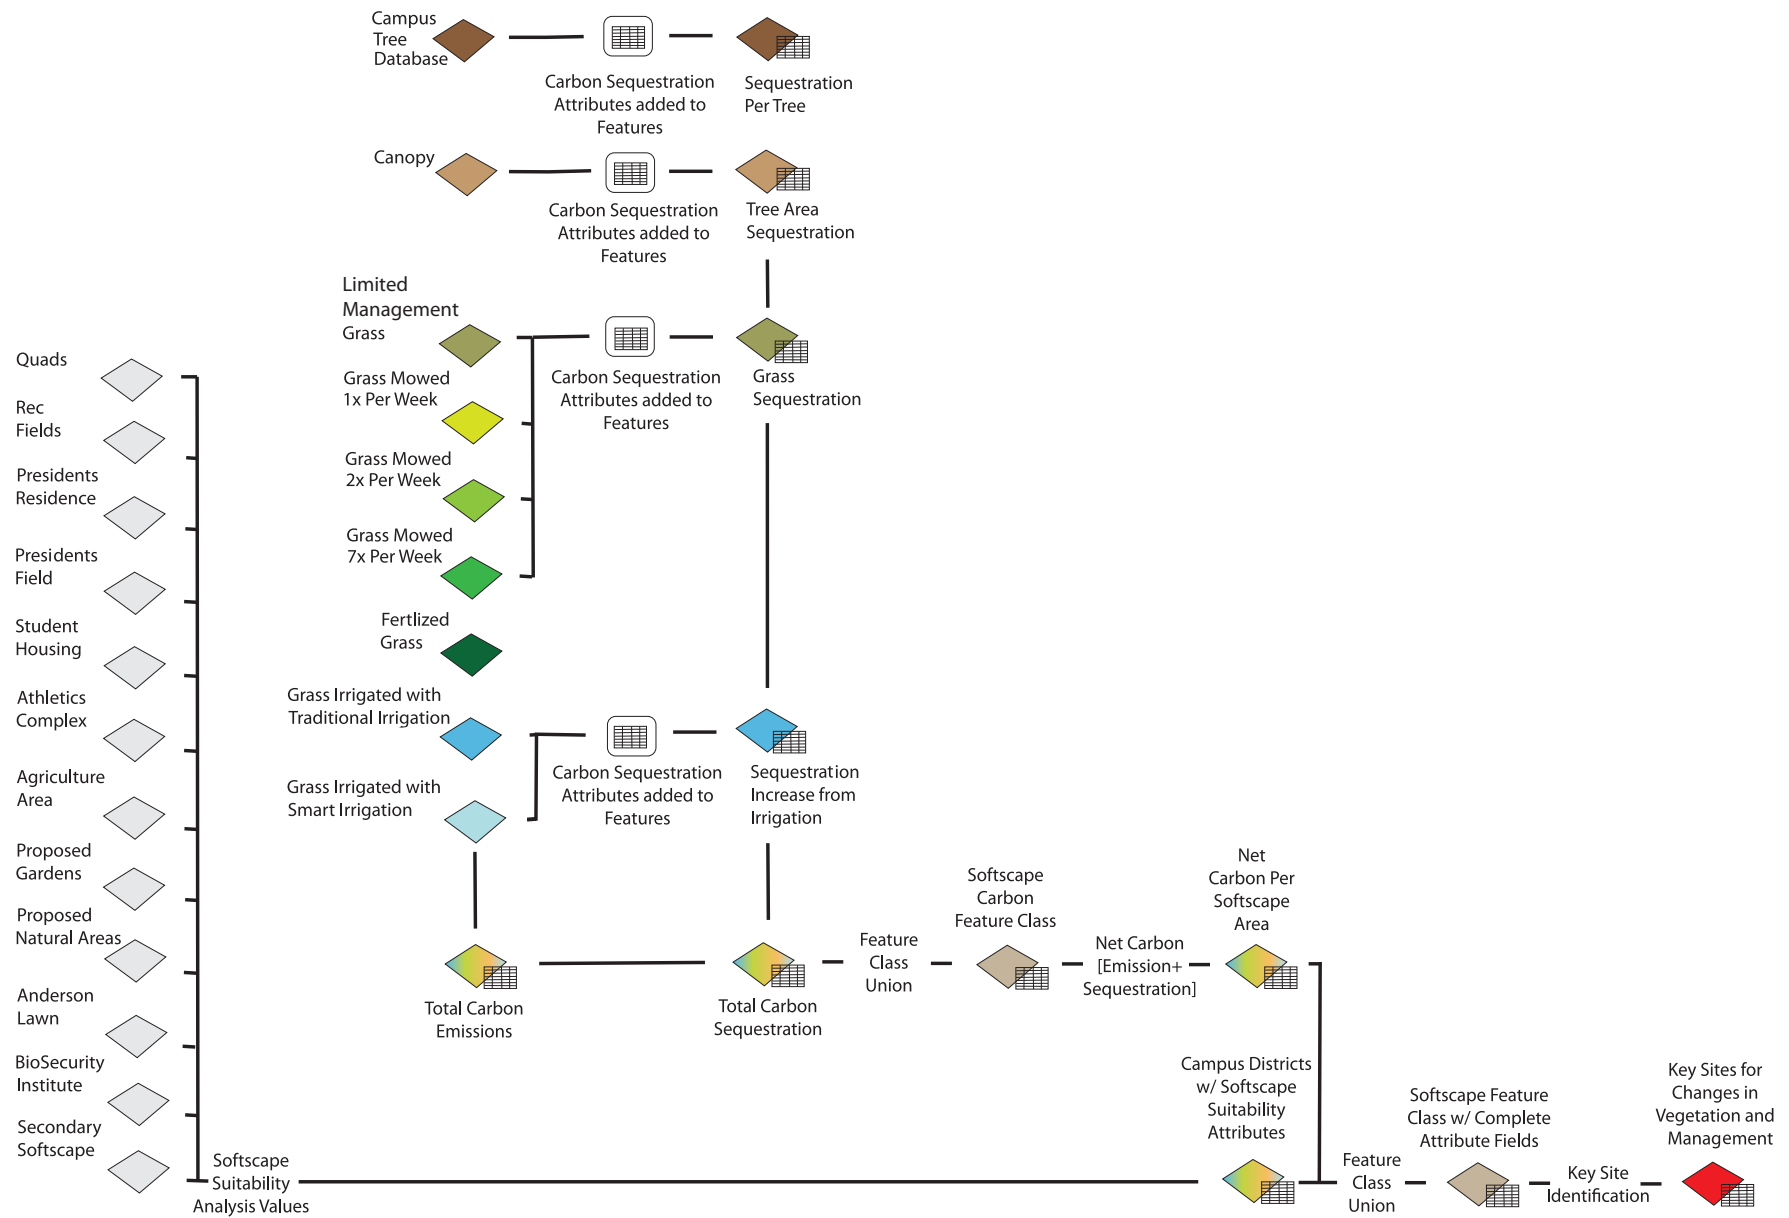 Campus
Tree
Database
Carbon Sequestration
Attributes added to
Features
Sequestration
Per Tree
Canopy
Carbon Sequestration
Attributes added to
Features
Tree Area
Sequestration
Limited
Management
Grass
Carbon Sequestration
Attributes added to
Features
Grass
Sequestration
Grass Mowed
1x Per Week
Grass Mowed
2x Per Week
Grass Mowed
7x Per Week
Fertlized
Grass
Grass Irrigated with
Traditional Irrigation
Grass Irrigated with
Smart Irrigation
Carbon Sequestration
Attributes added to
Features
Sequestration
Increase from
Irrigation
Quads
Rec
Fields
Presidents
Residence
Presidents
Field
Student
Housing
Athletics
Complex
Agriculture
Area
Proposed
Gardens
Proposed
Natural Areas
Anderson
Lawn
BioSecurity
Institute
Secondary
Softscape
Softscape
Suitability
Analysis Values
Total Carbon
Emissions
Total Carbon
Sequestration
Feature
Class
Union
Softscape
Carbon
Feature Class
Net Carbon
[Emission+
Sequestration]
Net
Carbon Per
Softscape
Area
Campus Districts
w/ Softscape
Suitability
Attributes
Feature
Class
Union
Softscape Feature
Class w/ Complete
Attribute Fields
Key Site
Identification
Key Sites for
Changes in
Vegetation and
Management